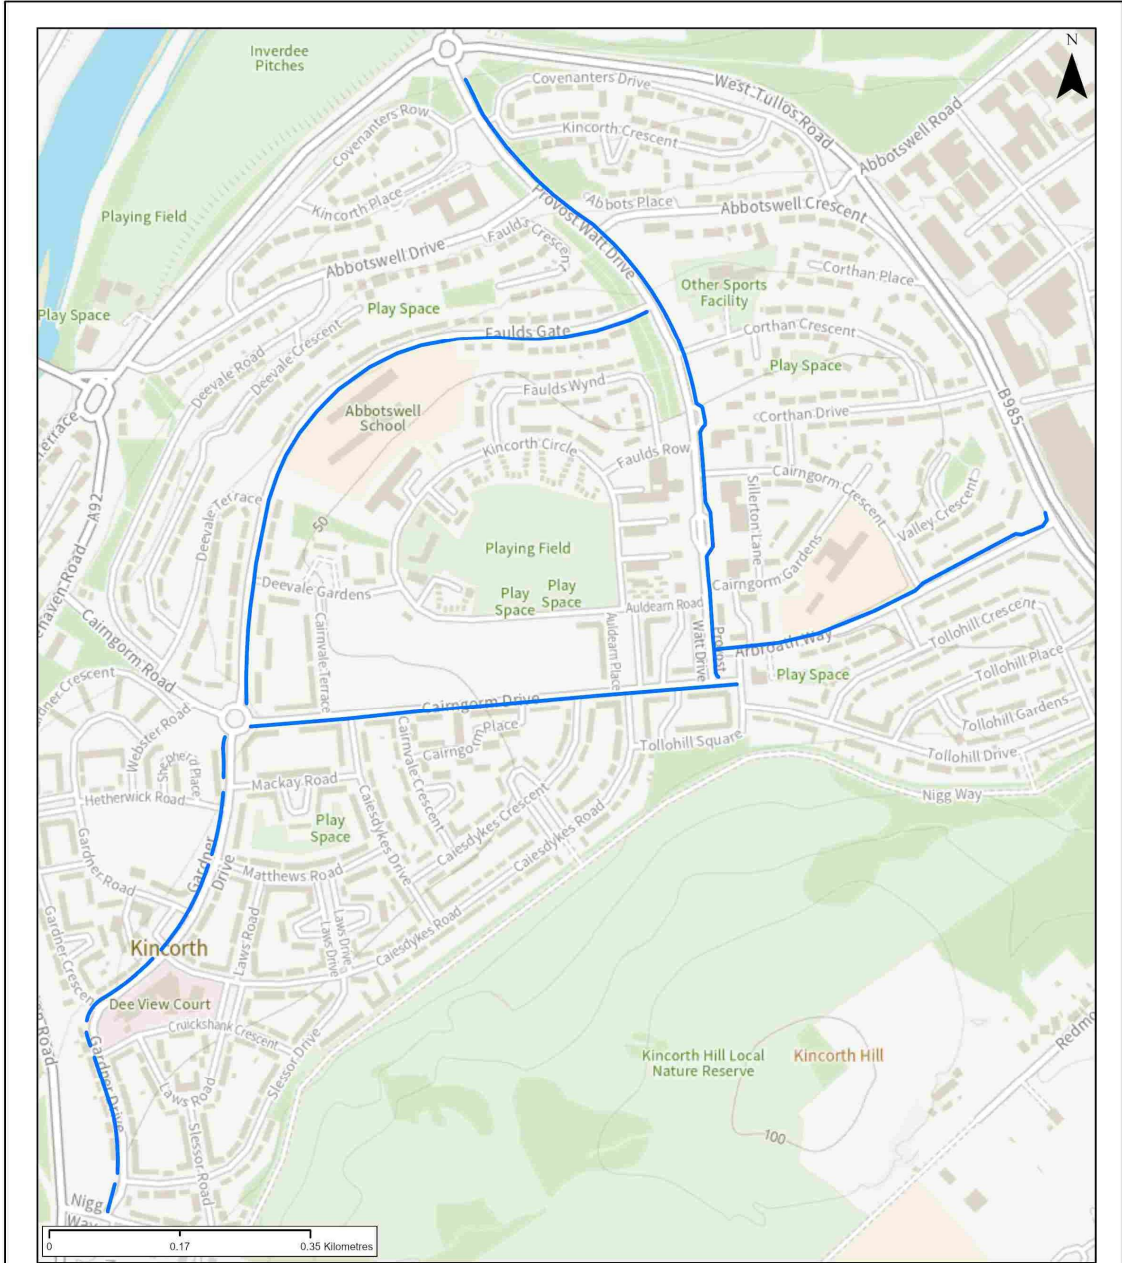 Inverdee
Pitches
N
Covenanters Drive
West Tullos Road
Abbotswell Road
Covenanters Row
Kincorth Crescent
Kincorth Place
Abbots Place
Abbotswell Crescent
Playing Field
Provost Watt Drive
Faulds Crescent
Abbotswell Drive
Corthan Place
Other Sports
Facility
Play Space
Play Space
Faulds Gate
Corthan Crescent
Deevale Road
Deevale Crescent
Play Space
Faulds Wynd
B985
Abbotswell
School
Corthan Drive
Terrace
Kincorth Circle
Faulds Row
Cairngorm Crescent
A92
Deevale Terrace
50
Sillerton Lane
Valley Crescent
Playing Field
Cairngorm Gardens
Deevale Gardens
Play
Space
Play
Space
Auldearn Road
ehaven Road
Cairngorm Road
Cairnvale Terrace
Auldearn Place
Provost
Watt Drive
Arbroath Way
Tollohill Crescent
Tollohill Place
Play Space
rdner Crescent
Cairngorm Drive
Webster Road
Cairngorm Place
Tollohill Gardens
Shepherd Place
Cairnvale Crescent
Tollohill Square
Tollohill Drive
Mackay Road
Hetherwick Road
Nigg Way
Caiesdykes Drive
Caiesdykes Crescent
Caiesdykes Road
Play
Space
Gardner Road
Gardner
Drive
Matthews Road
Laws Road
Laws Drive
Laws Drive
Caiesdykes Road
Gardner Crescent
Kincorth
Dee View Court
Cruickshank Crescent
Slessor Drive
Gardner Drive
Laws Road
Slessor Road
Kincorth Hill Local
Nature Reserve
Kincorth Hill
Redmo
100
Nigg
Way
0 0.17 0.35 Kilometres